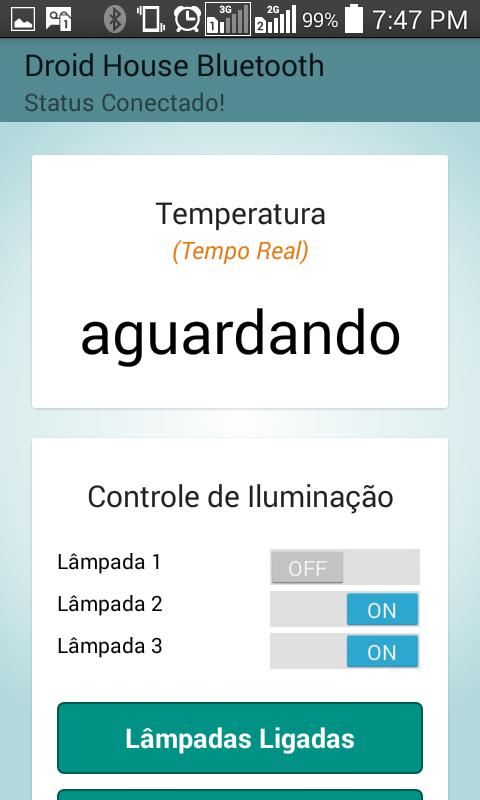 3G 2G 99% 7:47 PM
1 2
Droid House Bluetooth
Status Conectado!
Temperatura
(Tempo Real)
aguardando
Controle de Iluminação
Lâmpada 1 OFF
Lâmpada 2 ON
Lâmpada 3 ON
Lâmpadas Ligadas